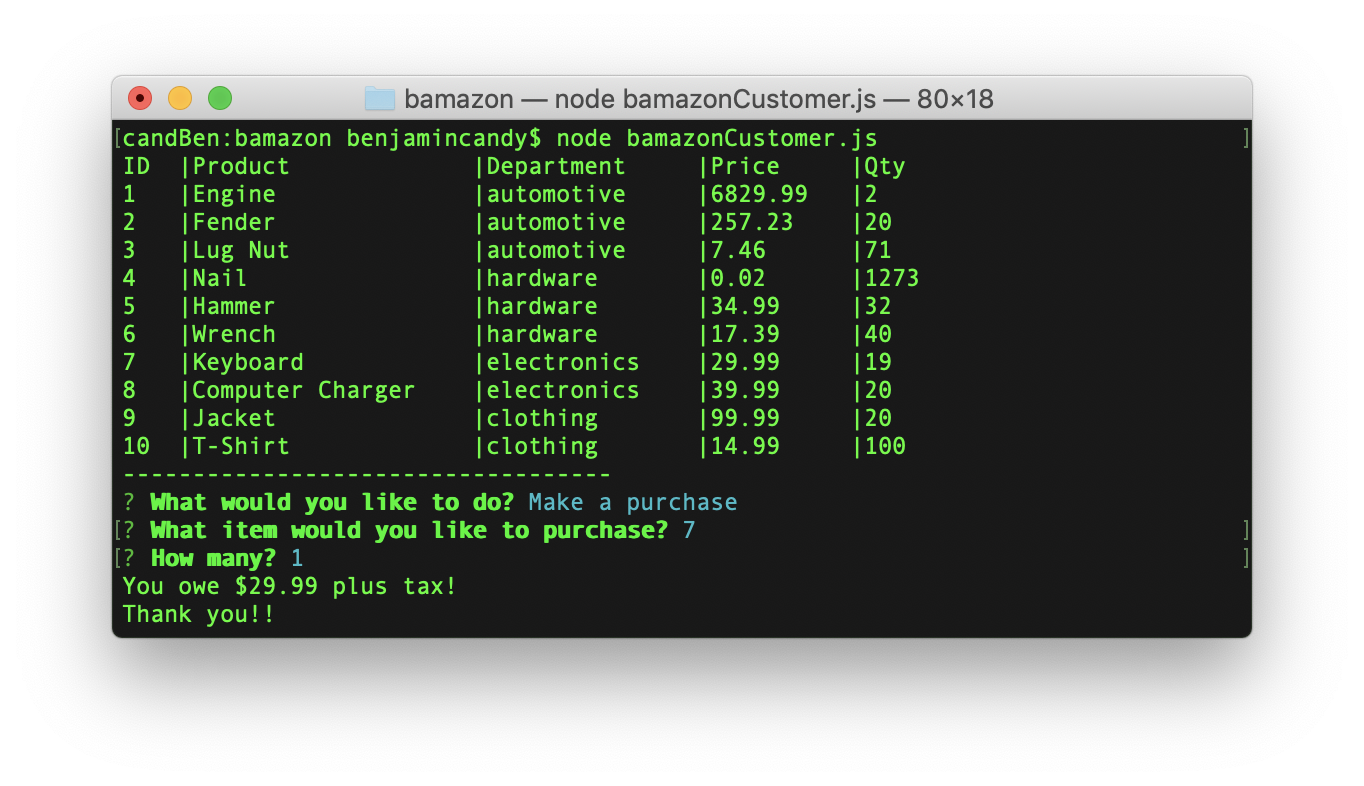 bamazon — node bamazonCustomer.js — 80×18
[candBen:bamazon benjamincandy$ node bamazonCustomer.js ]
ID |Product |Department |Price |Qty
1 |Engine |automotive |6829.99 |2
2 |Fender |automotive |257.23 |20
3 |Lug Nut |automotive |7.46 |71
4 |Nail |hardware |0.02 |1273
5 |Hammer |hardware |34.99 |32
6 |Wrench |hardware |17.39 |40
7 |Keyboard |electronics |29.99 |19
8 |Computer Charger |electronics |39.99 |20
9 |Jacket |clothing |99.99 |20
10 |T-Shirt |clothing |14.99 |100
-----------------------------------
? What would you like to do? Make a purchase
[? What item would you like to purchase? 7 ]
[? How many? 1 ]
You owe $29.99 plus tax!
Thank you!!